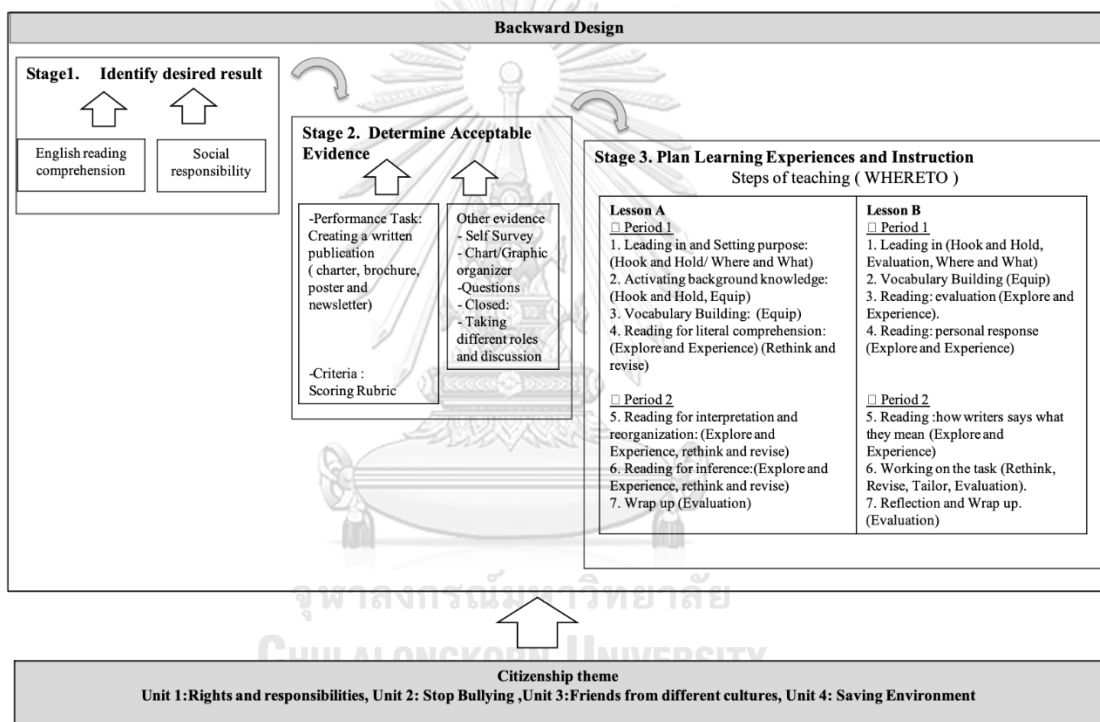 Backward Design
Stage1. Identify desired result
English reading
comprehension
Social
responsibility
Stage 2. Determine Acceptable
Evidence
-Performance Task:
Creating a written
publication
( charter, brochure,
poster and
newsletter)
-Criteria :
Scoring Rubric
Other evidence
- Self Survey
- Chart/Graphic
organizer
-Questions
- Closed:
- Taking
different roles
and discussion
Stage 3. Plan Learning Experiences and Instruction
Steps of teaching ( WHERETO )
Lesson A
□ Period 1
1. Leading in and Setting purpose:
(Hook and Hold/ Where and What)
2. Activating background knowledge:
(Hook and Hold, Equip)
3. Vocabulary Building: (Equip)
4. Reading for literal comprehension:
(Explore and Experience) (Rethink and
revise)
□ Period 2
5. Reading for interpretation and
reorganization: (Explore and
Experience, rethink and revise)
6. Reading for inference:(Explore and
Experience, rethink and revise)
7. Wrap up (Evaluation)
Lesson B
□ Period 1
1. Leading in (Hook and Hold,
Evaluation, Where and What)
2. Vocabulary Building (Equip)
3. Reading: evaluation (Explore and
Experience).
4. Reading: personal response
(Explore and Experience)
□ Period 2
5. Reading :how writers says what
they mean (Explore and
Experience)
6. Working on the task (Rethink,
Revise, Tailor, Evaluation).
7. Reflection and Wrap up.
(Evaluation)
จุฬาลงกรณ์มหาวิทยาลัย
CHULALONGKORN UNIVERSITY
Citizenship theme
Unit 1:Rights and responsibilities, Unit 2: Stop Bullying ,Unit 3:Friends from different cultures, Unit 4: Saving Environment